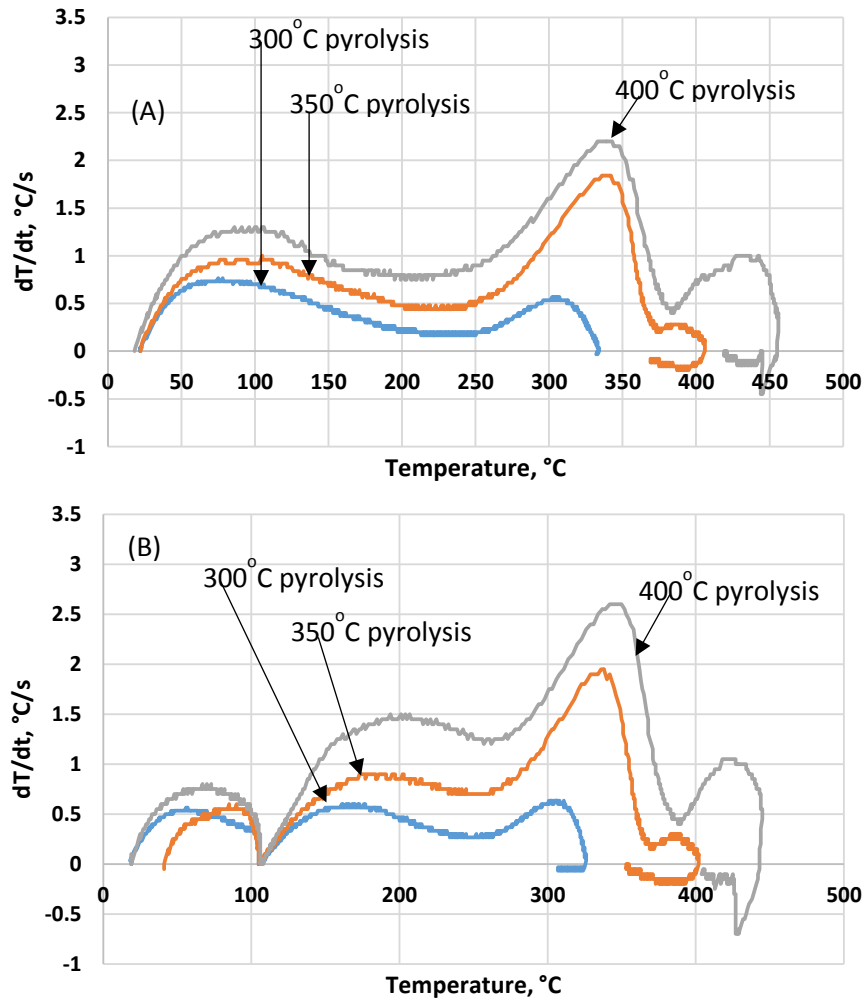 3.5
3
2.5
2
1.5
1
0.5
0
-0.5
-1
dT/dt, °C/s
(A)
300°C pyrolysis
350°C pyrolysis
400°C pyrolysis
0 50 100 150 200 250 300 350 400 450 500
Temperature, °C
3.5
3
2.5
2
1.5
1
0.5
0
-0.5
-1
dT/dt, °C/s
(B)
300°C pyrolysis
350°C pyrolysis
400°C pyrolysis
0 100 200 300 400 500
Temperature, °C